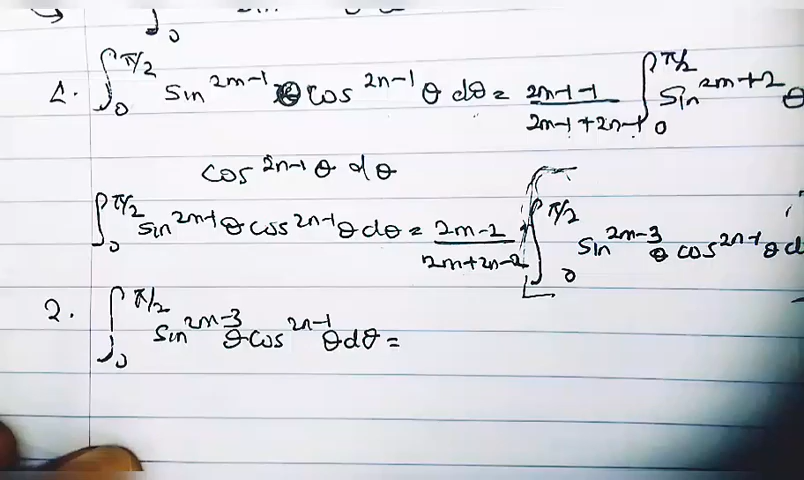 1. ∫₀^π/2 sin^2m-1 θ cos^2n-1 θ dθ = 2m-1-1 / 2m-1+2n-1 ∫₀^π/2 sin^2m+2 θ
cos^2n-1 θ dθ
∫₀^π/2 sin^2m-1 θ cos^2n-1 θ dθ = 2m-2 / 2m+2n-2 ∫₀^π/2 sin^2m-3 θ cos^2n-1 θ d
2. ∫₀^π/2 sin^2m-3 θ cos^2n-1 θ dθ =